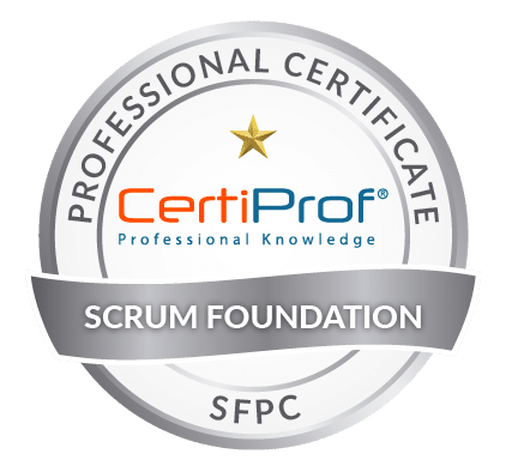 PROFESSIONAL CERTIFICATE
CertiProf®
Professional Knowledge
SCRUM FOUNDATION
SFPC